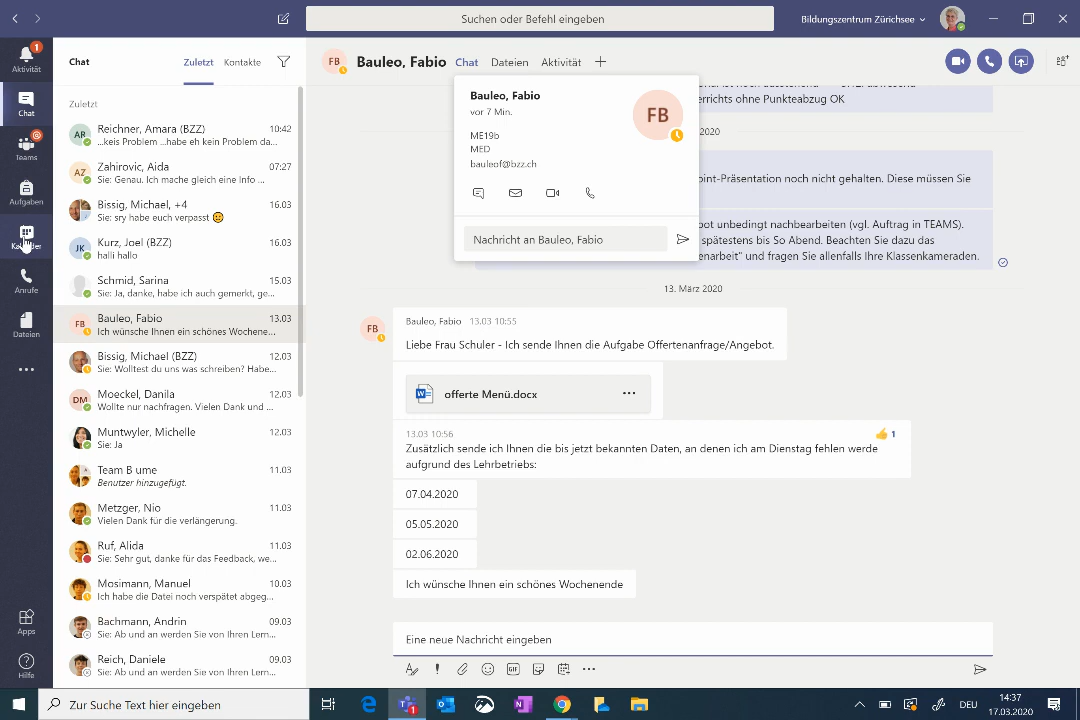 Suchen oder Befehl eingeben
Bildungszentrum Zürichsee
1
Aktivität
Chat
Teams
Aufgaben
Anrufe
Dateien
Apps
Hilfe
Chat
Zuletzt
Kontakte
Zuletzt
AR
Reichner, Amara (BZZ)
10:42
...keis Problem ...habe eh kein Problem da...
AZ
Zahirovic, Aida
07:27
Sie: Genau. Ich mache gleich eine Info ...
Bissig, Michael, +4
16.03
Sie: sry habe euch verpasst
JK
Kurz, Joel (BZZ)
16.03
halli hallo
Schmid, Sarina
15.03
Sie: Ja, danke, habe ich auch gemerkt, ge...
FB
Bauleo, Fabio
13.03
Ich wünsche Ihnen ein schönes Wochene...
Bissig, Michael (BZZ)
12.03
Sie: Wolltest du uns was schreiben? Habe...
DM
Moeckel, Danila
12.03
Wollte nur nachfragen. Vielen Dank und ...
Muntwyler, Michelle
12.03
Sie: Ja
Team B ume
11.03
Benutzer hinzugefügt.
Metzger, Nio
11.03
Vielen Dank für die verlängerung.
Ruf, Alida
11.03
Sie: Sehr gut, danke für das Feedback, we...
Mosimann, Manuel
10.03
Ich habe die Datei noch verspätet abgeg...
Bachmann, Andrin
09.03
Sie: Ab und an werden Sie von Ihren Lern...
Reich, Daniele
09.03
Sie: Ab und an werden Sie von Ihren Lern...
FB
Bauleo, Fabio
Chat
Dateien
Aktivität
Bauleo, Fabio
vor 7 Min.
FB
ME19b
MED
bauleof@bzz.ch
Nachricht an Bauleo, Fabio
errichts ohne Punkteabzug OK
2020
oint-Präsentation noch nicht gehalten. Diese müssen Sie
oot unbedingt nachbearbeiten (vgl. Auftrag in TEAMS).
spätestens bis So Abend. Beachten Sie dazu das
enarbeit" und fragen Sie allenfalls Ihre Klassenkameraden.
13. März 2020
FB
Bauleo, Fabio 13.03 10:55
Liebe Frau Schuler - Ich sende Ihnen die Aufgabe Offertenanfrage/Angebot.
offerte Menü.docx
13.03 10:56
1
Zusätzlich sende ich Ihnen die bis jetzt bekannten Daten, an denen ich am Dienstag fehlen werde
aufgrund des Lehrbetriebs:
07.04.2020
05.05.2020
02.06.2020
Ich wünsche Ihnen ein schönes Wochenende
Eine neue Nachricht eingeben
GIF
Zur Suche Text hier eingeben
1
DEU
14:37
17.03.2020